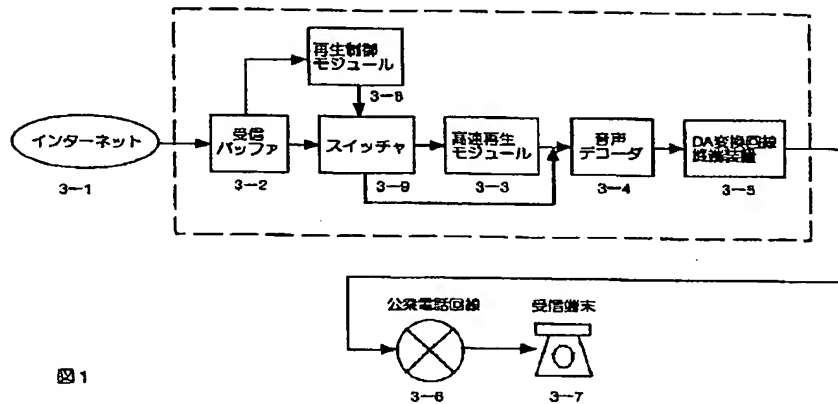 再生制御
モジュール
3-8
インターネット
3-1
受信
バッファ
3-2
スイッチャ
3-9
高速再生
モジュール
3-3
音声
デコーダ
3-4
DA変換回線
終端装置
3-5
公衆電話回線
3-6
受信端末
3-7
図1